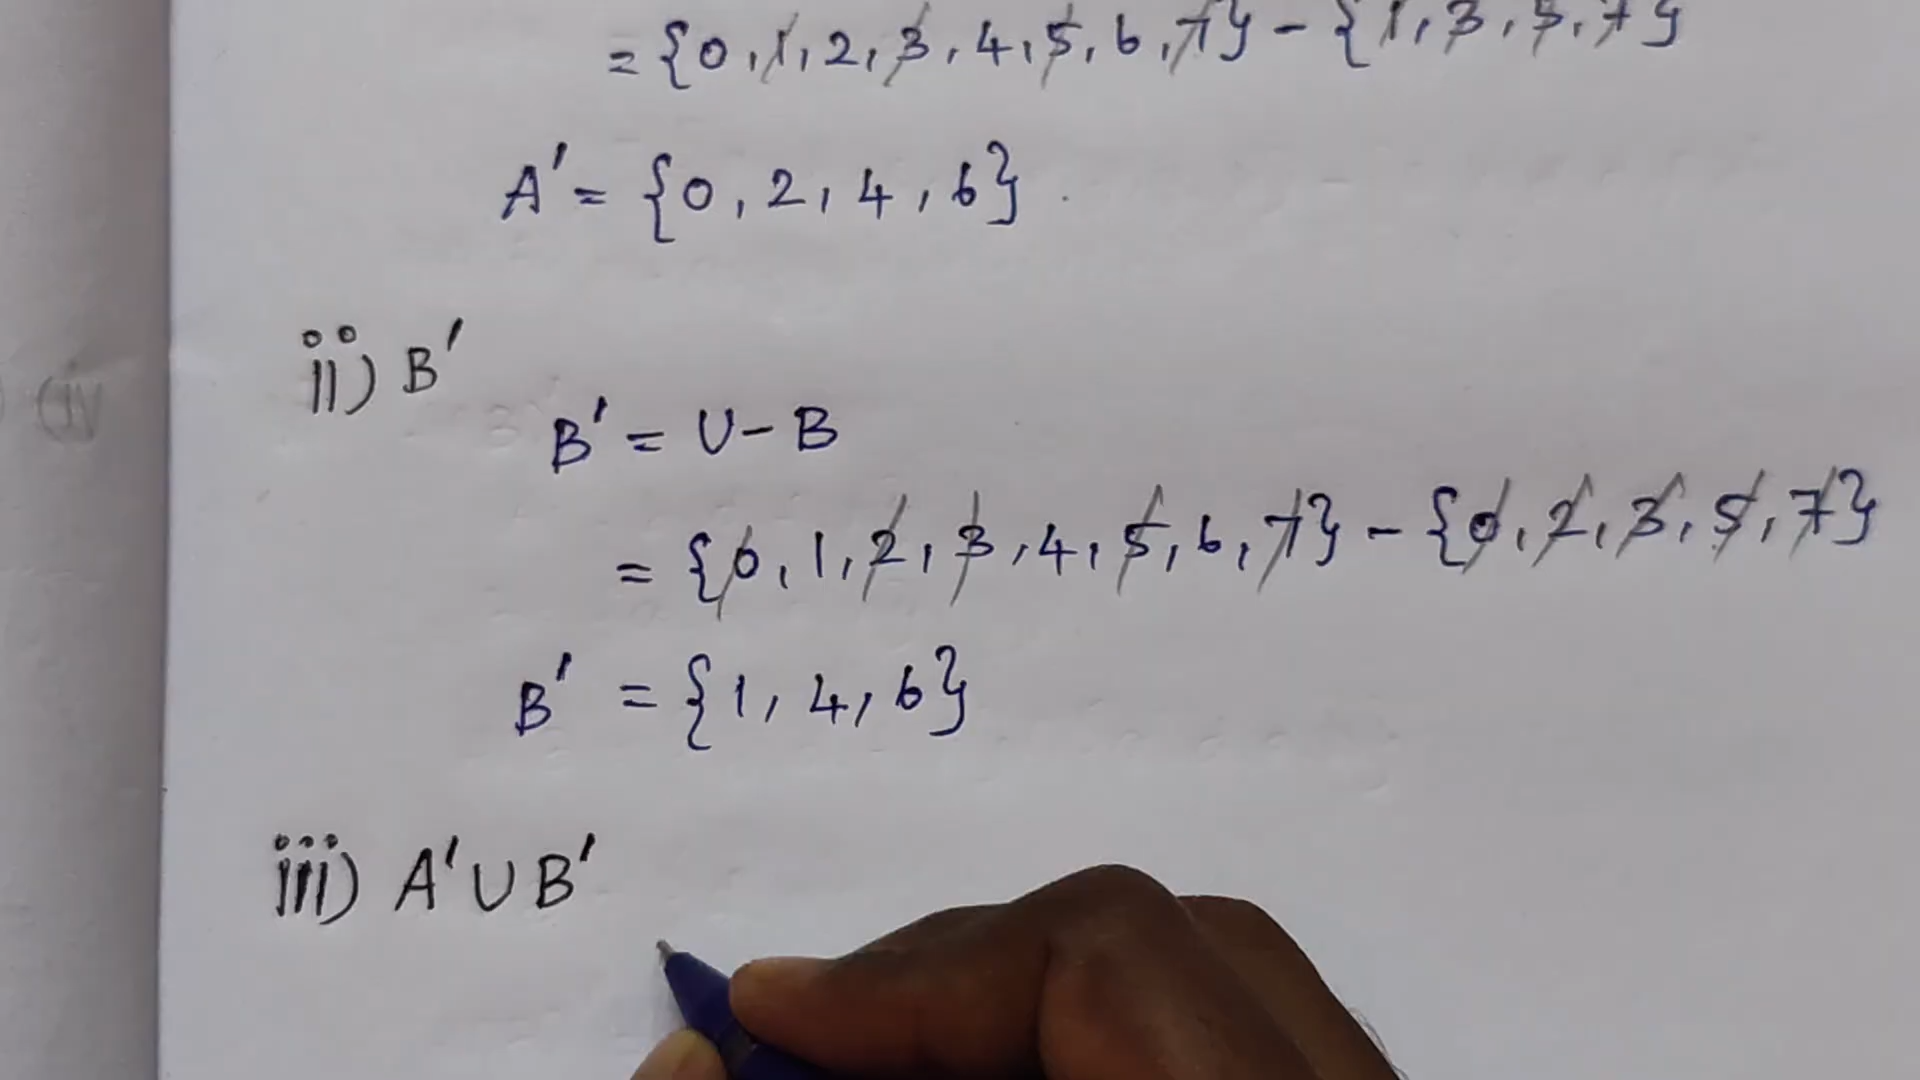 = {0, 1, 2, 3, 4, 5, 6, 7} - {1, 3, 5, 7}
A' = {0, 2, 4, 6}
ii) B'
B' = U - B
= {0, 1, 2, 3, 4, 5, 6, 7} - {0, 2, 3, 5, 7}
B' = {1, 4, 6}
iii) A' ∪ B'